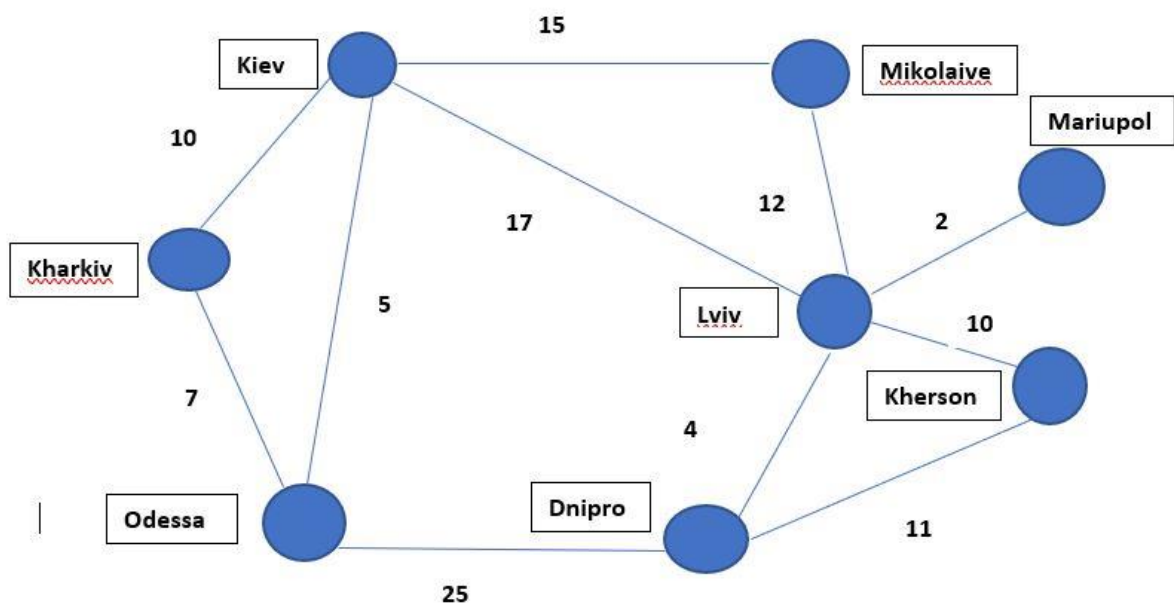 15
Kiev
Mikolaive
Mariupol
10
12
2
17
Kharkiv
5
Lviv
10
7
Kherson
4
Dnipro
Odessa
11
25